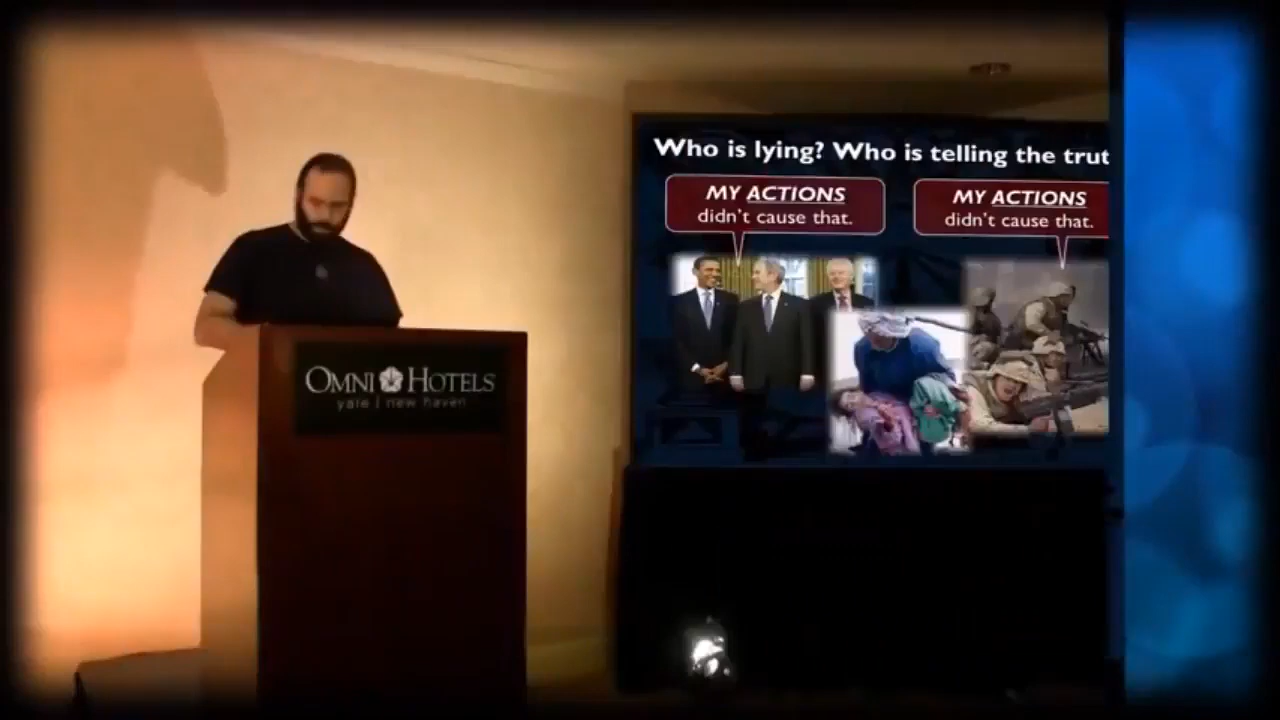 Who is lying? Who is telling the trut
MY ACTIONS
didn't cause that.
MY ACTIONS
didn't cause that.
OMNI HOTELS
yale | new haven